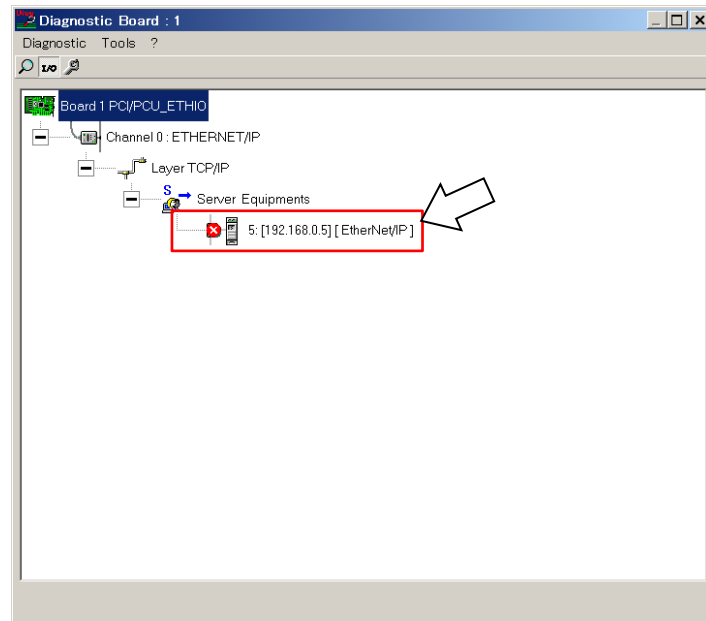 Diag
Diagnostic Board : 1
Diagnostic Tools ?
I/O
Board 1 PCI/PCU_ETHIO
Channel 0 : ETHERNET/IP
Layer TCP/IP
S
Server Equipments
5: [192.168.0.5] [ EtherNet/IP ]